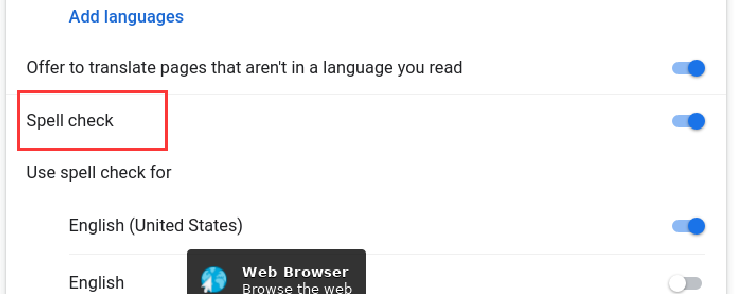 Add languages
Offer to translate pages that aren't in a language you read
Spell check
Use spell check for
English (United States)
English
Web Browser
Browse the web